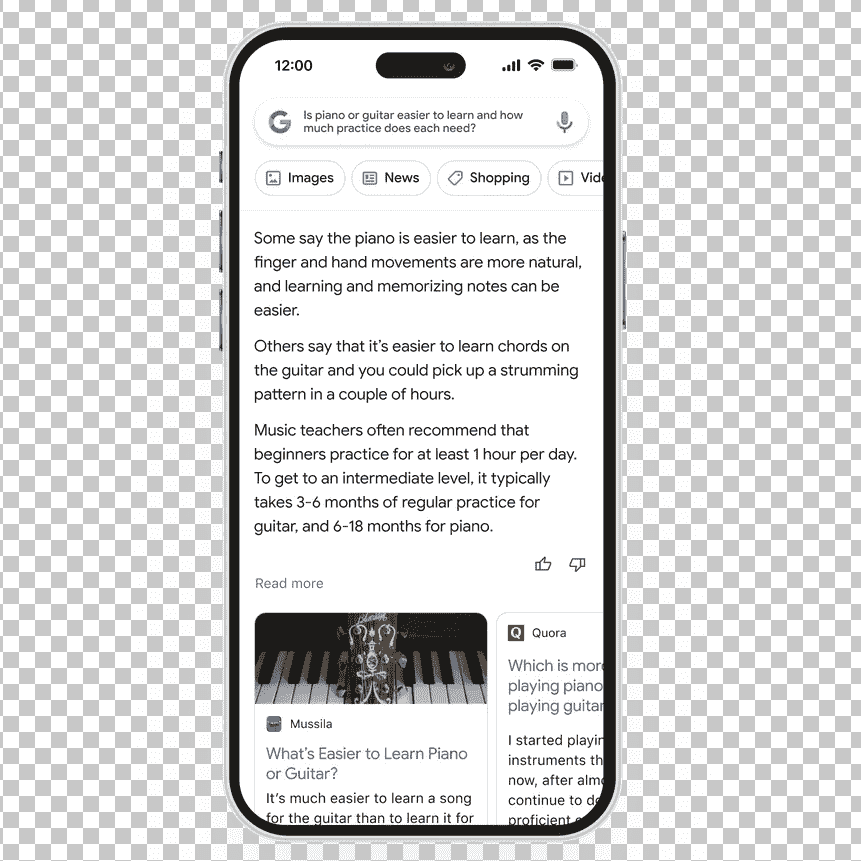 12:00
Is piano or guitar easier to learn and how
much practice does each need?
Images
News
Shopping
Some say the piano is easier to learn, as the
finger and hand movements are more natural,
and learning and memorizing notes can be
easier.
Others say that it's easier to learn chords on
the guitar and you could pick up a strumming
pattern in a couple of hours.
Music teachers often recommend that
beginners practice for at least 1 hour per day.
To get to an intermediate level, it typically
takes 3-6 months of regular practice for
guitar, and 6-18 months for piano.
Read more
Mussila
What's Easier to Learn Piano
or Guitar?
It's much easier to learn a song
for the guitar than to learn it for
Quora
Which is more
playing piano
playing guitar
I started playin
instruments th
now, after almo
continue to do
proficient